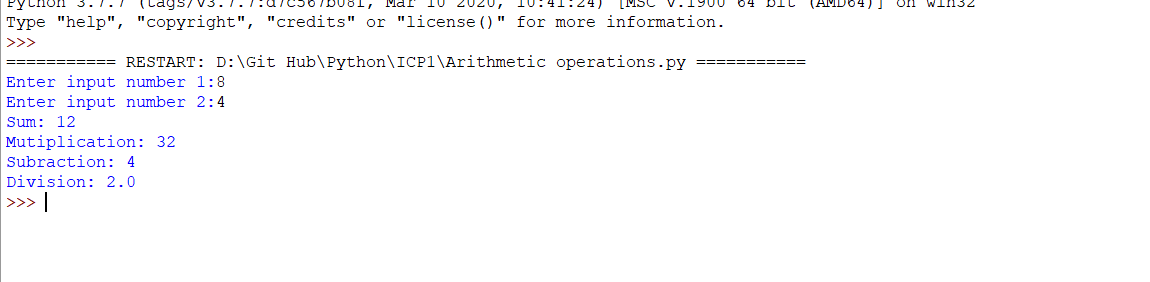 Python 3.7.7 (tags/v3.7.7:d7c567b08f, Mar 10 2020, 10:41:24) [MSC v.1900 64 bit (AMD64)] on win32
Type "help", "copyright", "credits" or "license()" for more information.
>>>
=========== RESTART: D:\Git Hub\Python\ICP1\Arithmetic operations.py ===========
Enter input number 1:8
Enter input number 2:4
Sum: 12
Mutiplication: 32
Subraction: 4
Division: 2.0
>>>